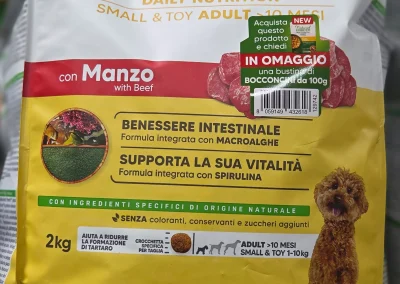 DAILY NUTRITION
SMALL & TOY ADULT >10 MESI
Acquista
questo
prodotto
e chiedi
NEW
IN OMAGGIO
una bustina di
BOCCONCINI da 100g
8 059149 432618
con Manzo
with Beef
BENESSERE INTESTINALE
Formula integrata con MACROALGHE
SUPPORTA LA SUA VITALITÀ
Formula integrata con SPIRULINA
CON INGREDIENTI SPECIFICI DI ORIGINE NATURALE
SENZA coloranti, conservanti e zuccheri aggiunti
2kg
AIUTA A RIDURRE
LA FORMAZIONE
DI TARTARO
CROCCHETTA
SPECIFICA
PER TAGLIA
ADULT >10 MESI
SMALL & TOY 1-10kg